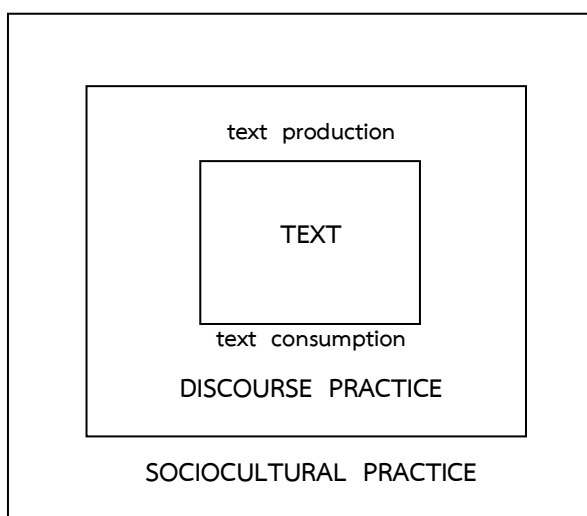 text production
TEXT
text consumption
DISCOURSE PRACTICE
SOCIOCULTURAL PRACTICE